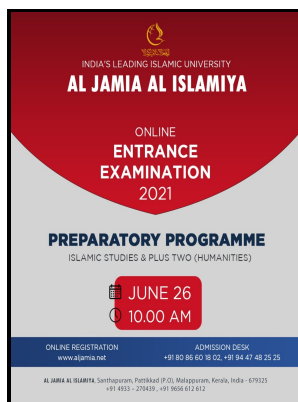 INDIA'S LEADING ISLAMIC UNIVERSITY
AL JAMIA AL ISLAMIYA
ONLINE
ENTRANCE
EXAMINATION
2021
PREPARATORY PROGRAMME
ISLAMIC STUDIES & PLUS TWO (HUMANITIES)
JUNE 26
10.00 AM
ONLINE REGISTRATION
www.aljamia.net
ADMISSION DESK
+91 80 86 60 18 02, +91 94 47 48 25 25
AL JAMIA AL ISLAMIYA, Santhapuram, Pattikkad (P.O), Malappuram, Kerala, India - 679325
+91 4933 - 270439 , +91 9656 612 612